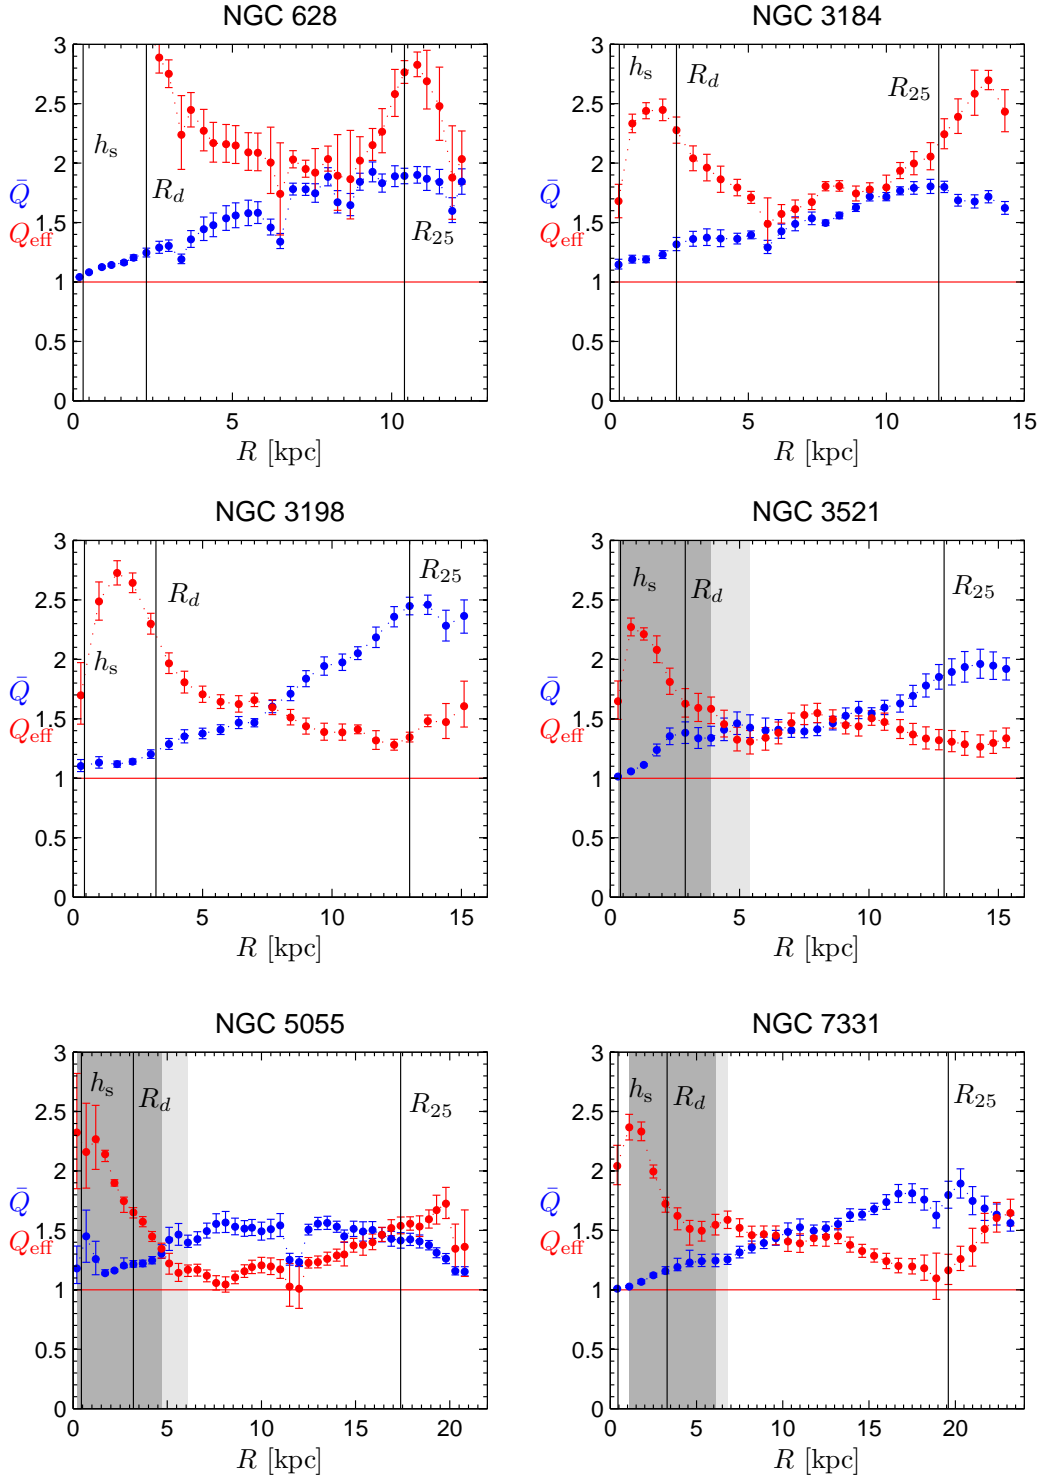 NGC 628
3
2.5
2
1.5
1
0.5
0
0 5 10
h_s
R_d
R_25
Q̄
Q_eff
R [kpc]
NGC 3184
3
2.5
2
1.5
1
0.5
0
0 5 10 15
h_s
R_d
R_25
R [kpc]
NGC 3198
3
2.5
2
1.5
1
0.5
0
0 5 10 15
h_s
R_d
R_25
Q̄
Q_eff
R [kpc]
NGC 3521
3
2.5
2
1.5
1
0.5
0
0 5 10 15
h_s
R_d
R_25
Q̄
Q_eff
R [kpc]
NGC 5055
3
2.5
2
1.5
1
0.5
0
0 5 10 15 20
h_s
R_d
R_25
Q̄
Q_eff
R [kpc]
NGC 7331
3
2.5
2
1.5
1
0.5
0
0 5 10 15 20
h_s
R_d
R_25
Q̄
Q_eff
R [kpc]
Q̄
Q_eff